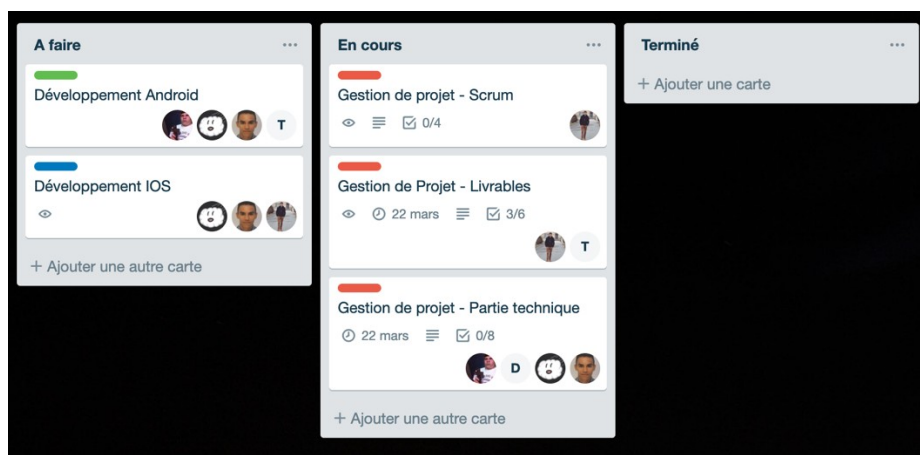 A faire
Développement Android
T
Développement IOS
+ Ajouter une autre carte
En cours
Gestion de projet - Scrum
0/4
Gestion de Projet - Livrables
22 mars 3/6
T
Gestion de projet - Partie technique
22 mars 0/8
D
+ Ajouter une autre carte
Terminé
+ Ajouter une carte